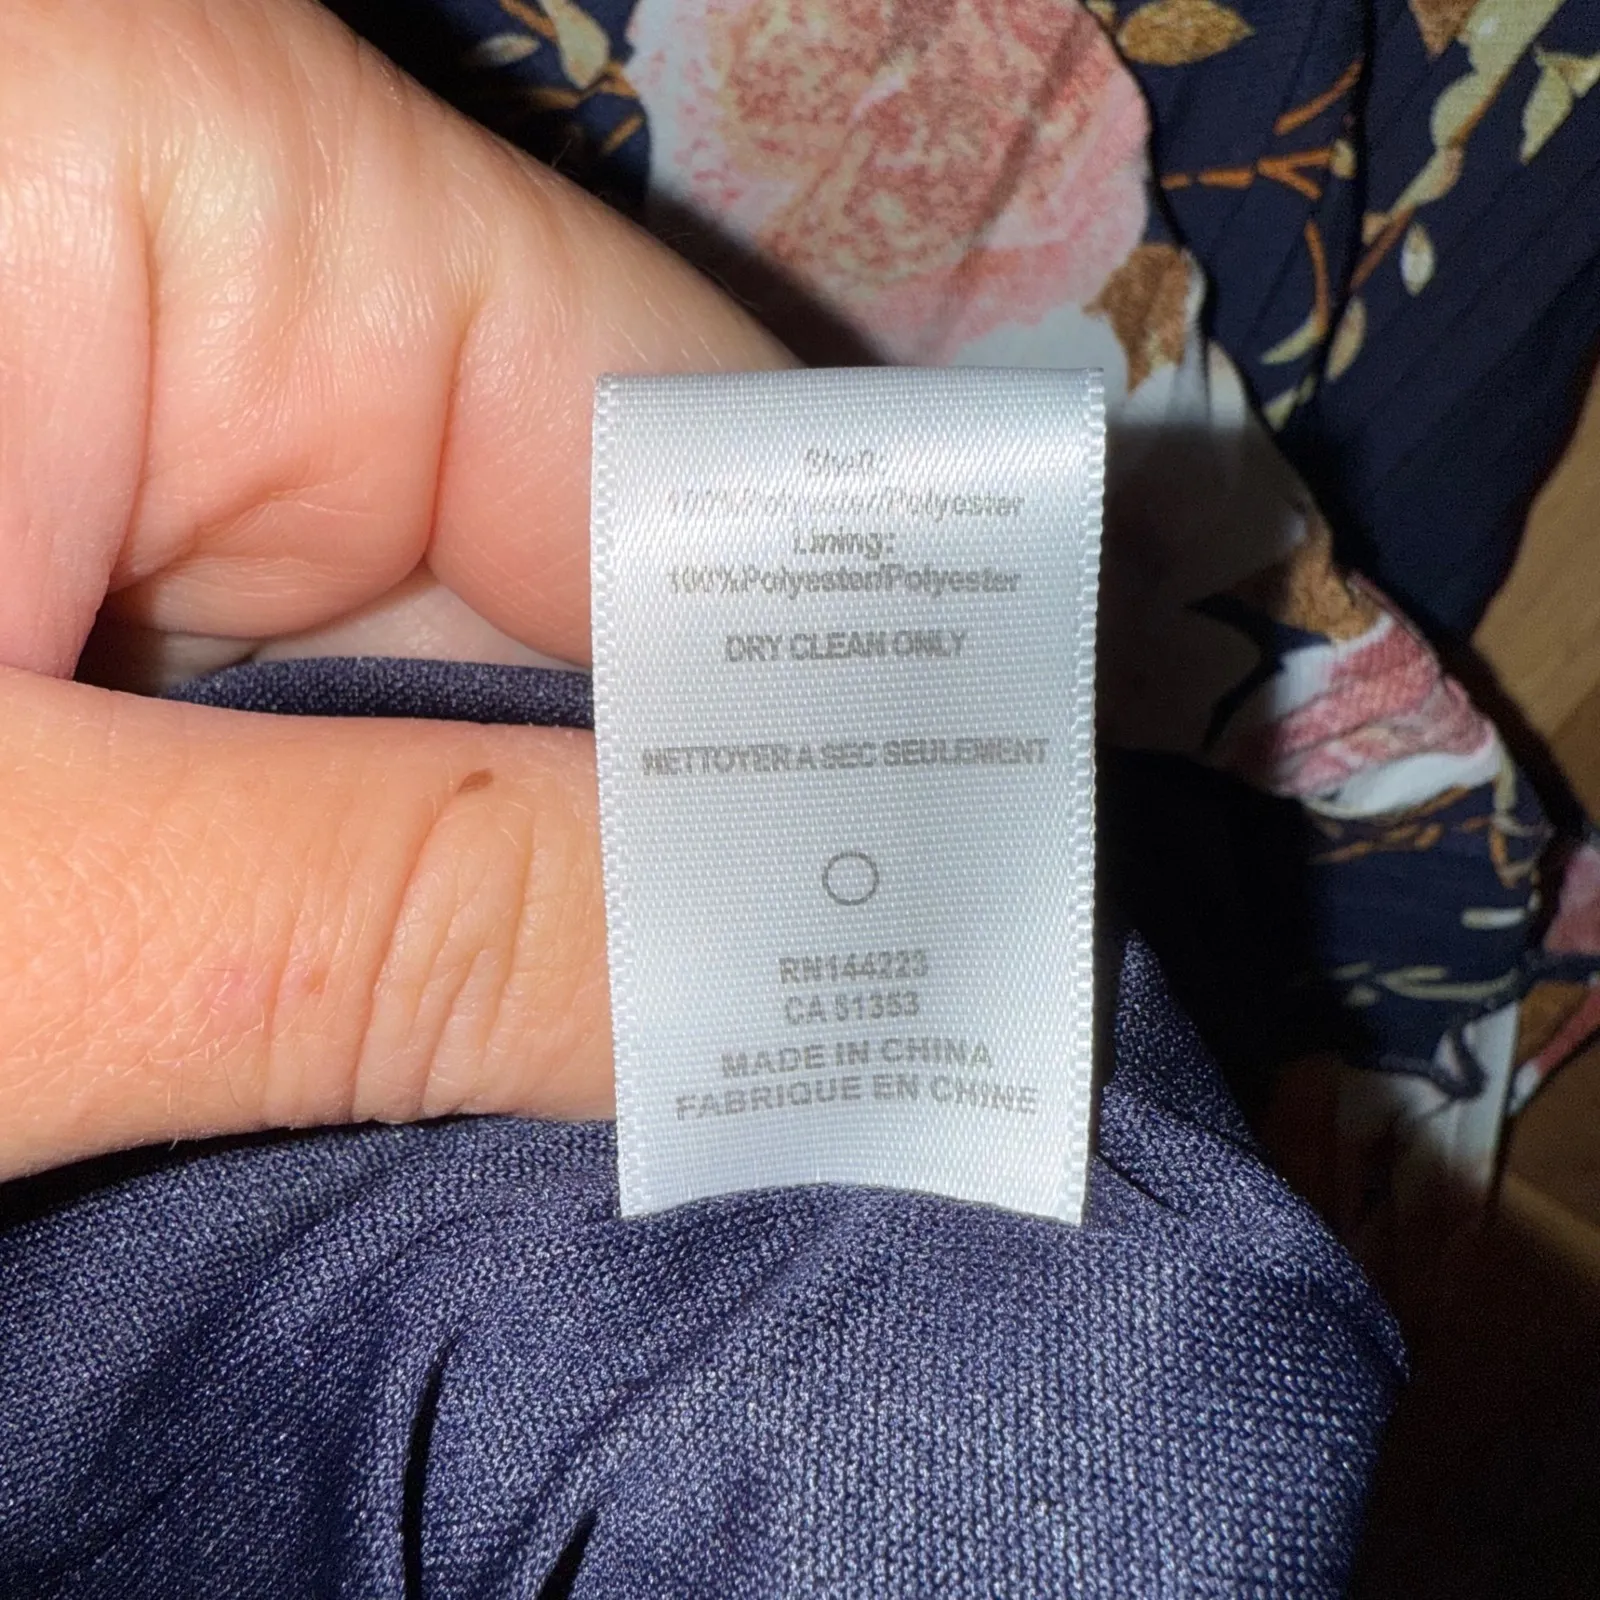 Shell:
100%Polyester/Polyester
Lining:
100%Polyester/Polyester
DRY CLEAN ONLY
NETTOYER A SEC SEULEMENT
RN144223
CA 51353
MADE IN CHINA
FABRIQUE EN CHINE